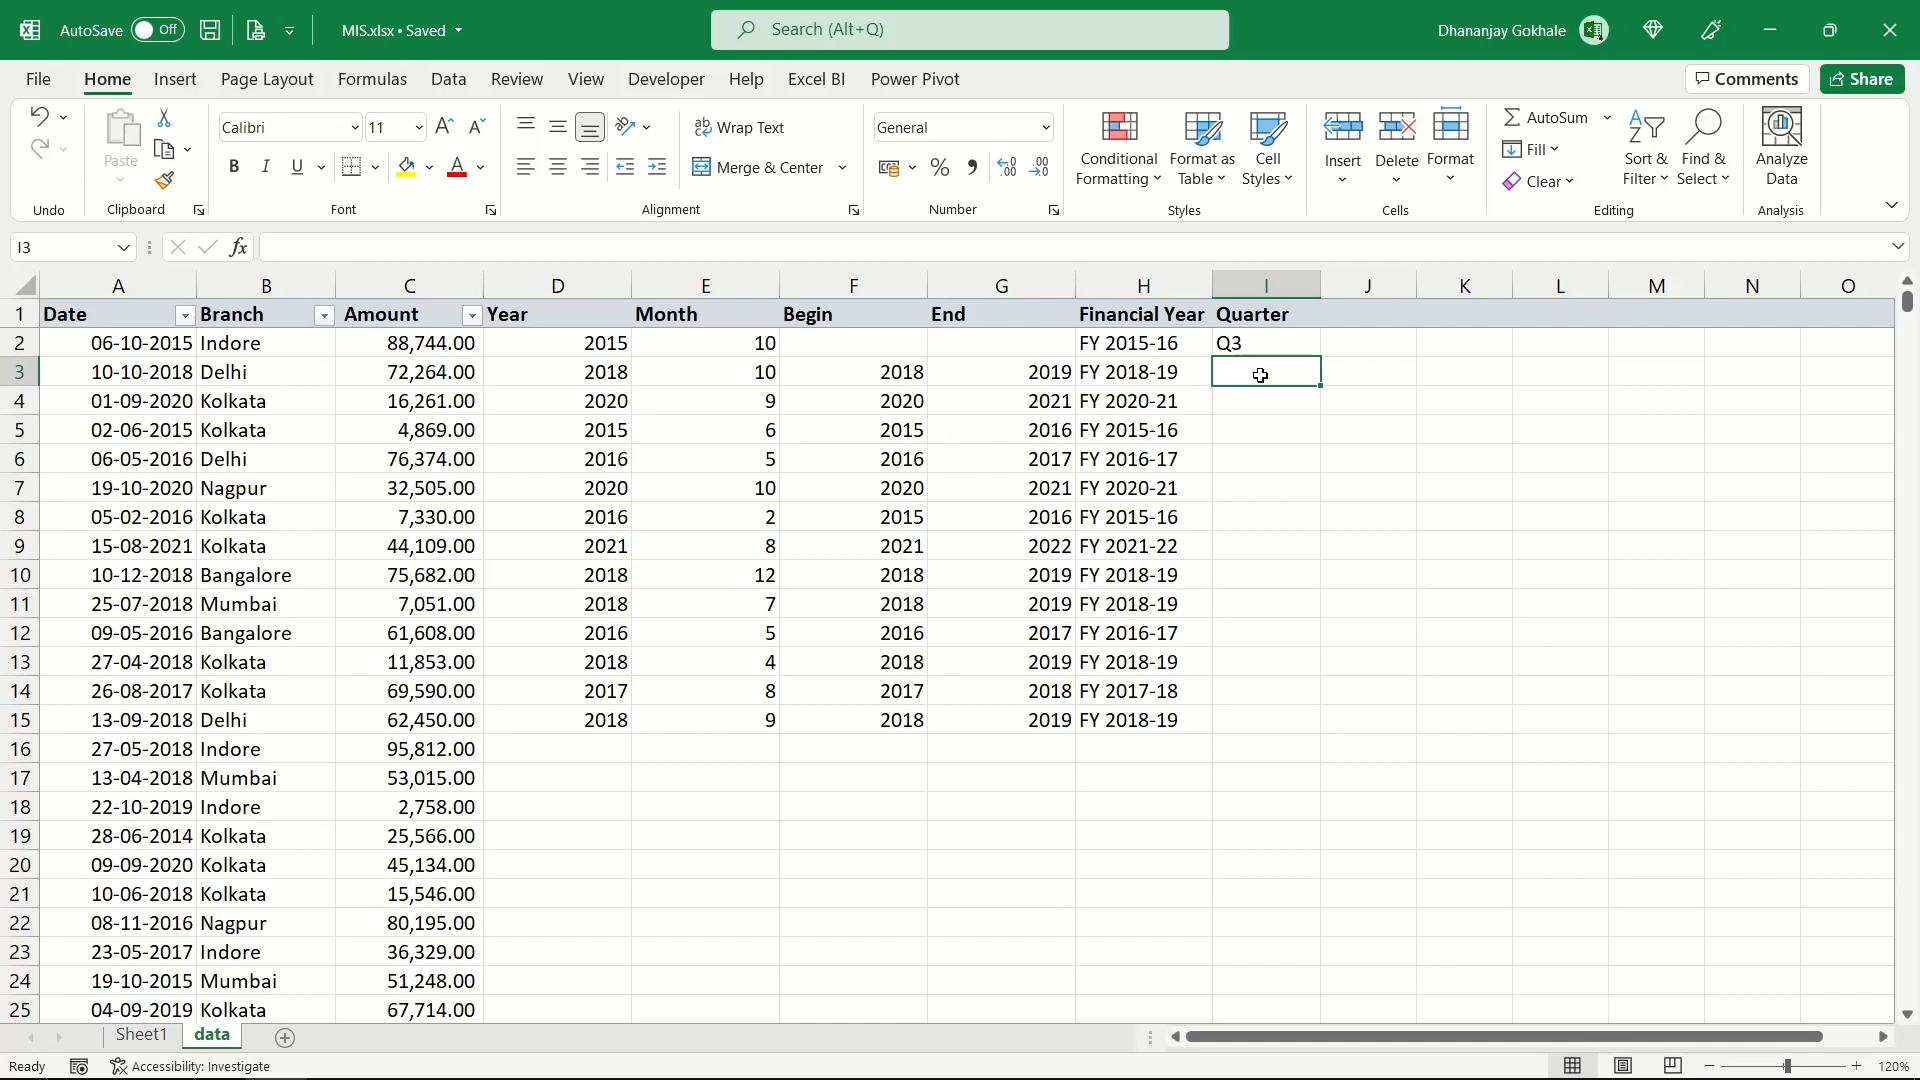 AutoSave Off MIS.xlsx • Saved Search (Alt+Q) Dhananjay Gokhale
File Home Insert Page Layout Formulas Data Review View Developer Help Excel BI Power Pivot Comments Share
Paste
Undo
Clipboard
Calibri 11
B I U
Font
Wrap Text
Merge & Center
Alignment
General
Number
Conditional Formatting
Format as Table
Cell Styles
Styles
Insert Delete Format
Cells
AutoSum
Fill
Clear
Sort & Filter
Find & Select
Editing
Analyze Data
Analysis
I3 fx
A B C D E F G H I J K L M N O
1 Date Branch Amount Year Month Begin End Financial Year Quarter
2 06-10-2015 Indore 88,744.00 2015 10 FY 2015-16 Q3
3 10-10-2018 Delhi 72,264.00 2018 10 2018 2019 FY 2018-19
4 01-09-2020 Kolkata 16,261.00 2020 9 2020 2021 FY 2020-21
5 02-06-2015 Kolkata 4,869.00 2015 6 2015 2016 FY 2015-16
6 06-05-2016 Delhi 76,374.00 2016 5 2016 2017 FY 2016-17
7 19-10-2020 Nagpur 32,505.00 2020 10 2020 2021 FY 2020-21
8 05-02-2016 Kolkata 7,330.00 2016 2 2015 2016 FY 2015-16
9 15-08-2021 Kolkata 44,109.00 2021 8 2021 2022 FY 2021-22
10 10-12-2018 Bangalore 75,682.00 2018 12 2018 2019 FY 2018-19
11 25-07-2018 Mumbai 7,051.00 2018 7 2018 2019 FY 2018-19
12 09-05-2016 Bangalore 61,608.00 2016 5 2016 2017 FY 2016-17
13 27-04-2018 Kolkata 11,853.00 2018 4 2018 2019 FY 2018-19
14 26-08-2017 Kolkata 69,590.00 2017 8 2017 2018 FY 2017-18
15 13-09-2018 Delhi 62,450.00 2018 9 2018 2019 FY 2018-19
16 27-05-2018 Indore 95,812.00
17 13-04-2018 Mumbai 53,015.00
18 22-10-2019 Indore 2,758.00
19 28-06-2014 Kolkata 25,566.00
20 09-09-2020 Kolkata 45,134.00
21 10-06-2018 Kolkata 15,546.00
22 08-11-2016 Nagpur 80,195.00
23 23-05-2017 Indore 36,329.00
24 19-10-2015 Mumbai 51,248.00
25 04-09-2019 Kolkata 67,714.00
Sheet1 data
Ready Accessibility: Investigate 120%